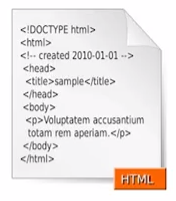 <!DOCTYPE html>
<html>
<!-- created 2010-01-01 -->
<head>
<title>sample</title>
</head>
<body>
<p>Voluptatem accusantium
totam rem aperiam.</p>
</body>
</html>
HTML